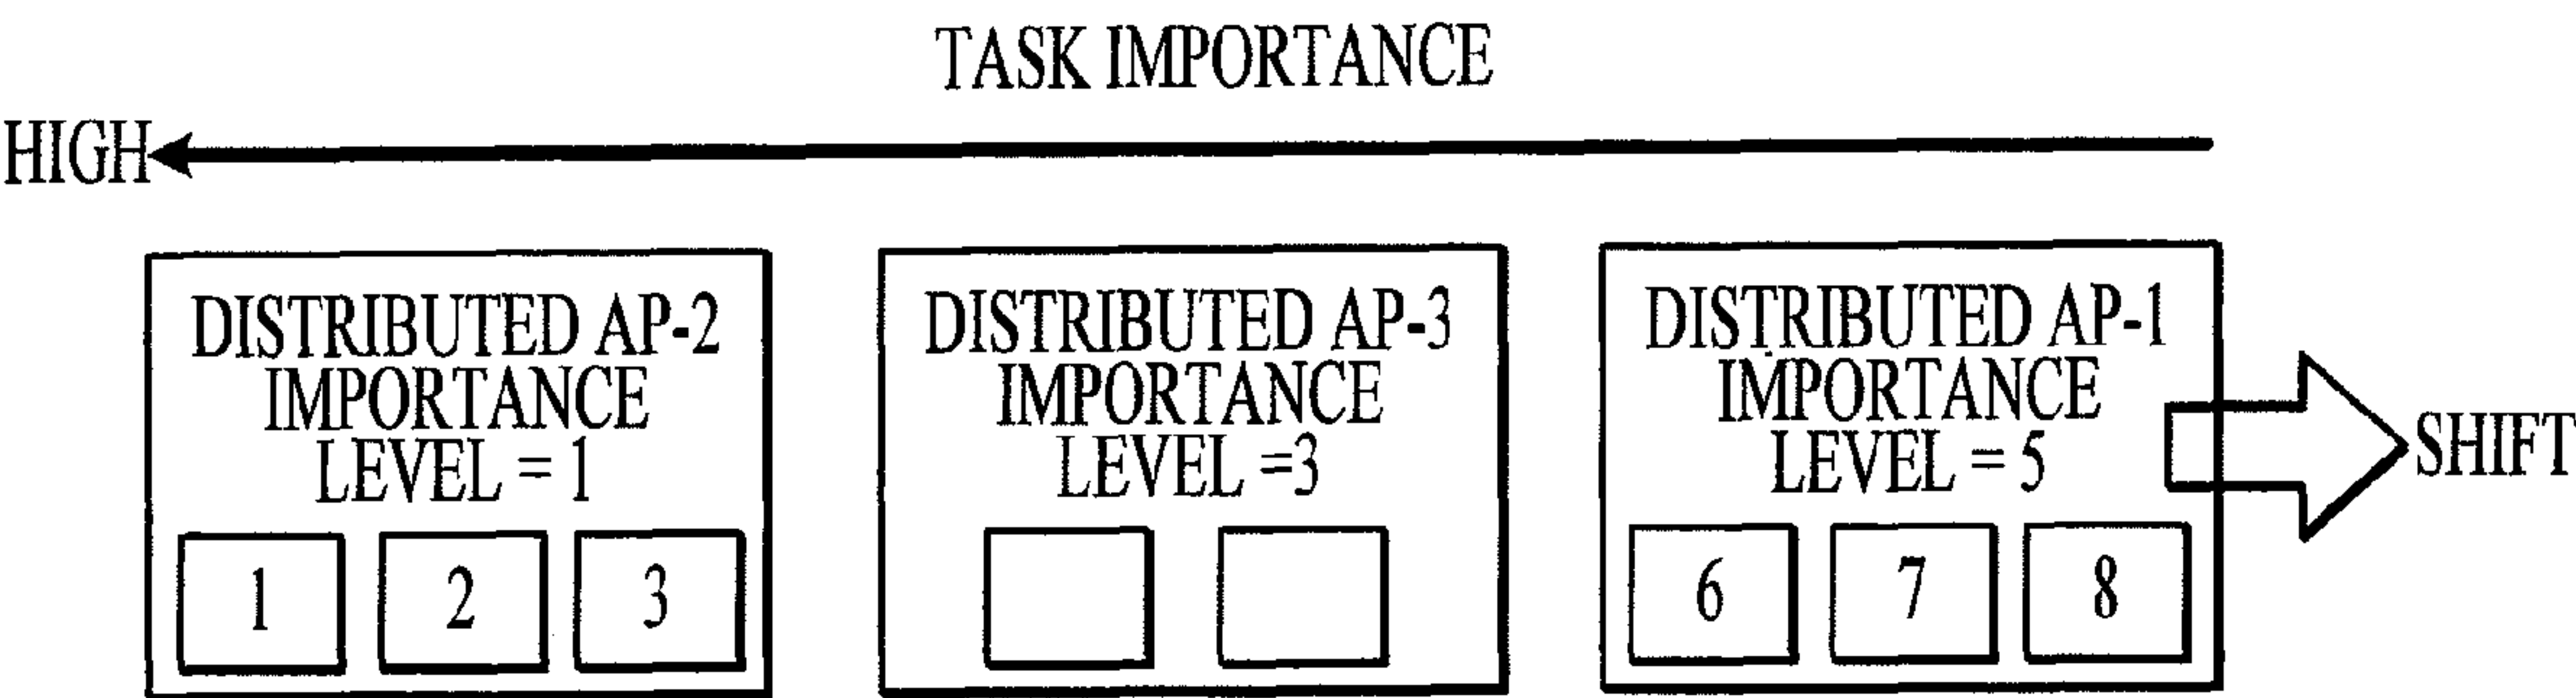 TASK IMPORTANCE
HIGH
DISTRIBUTED AP-2
IMPORTANCE
LEVEL = 1
1 2 3
DISTRIBUTED AP-3
IMPORTANCE
LEVEL =3
DISTRIBUTED AP-1
IMPORTANCE
LEVEL = 5
6 7 8
SHIFT